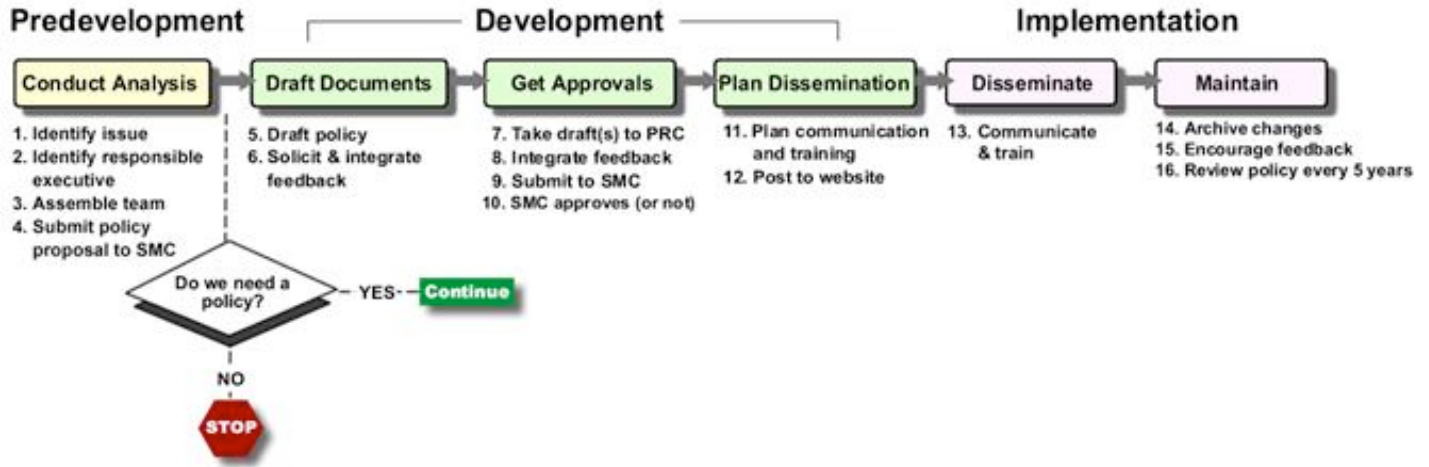 Predevelopment
Development
Implementation
Conduct Analysis
Draft Documents
Get Approvals
Plan Dissemination
Disseminate
Maintain
1. Identify issue
2. Identify responsible
executive
3. Assemble team
4. Submit policy
proposal to SMC
5. Draft policy
6. Solicit & integrate
feedback
7. Take draft(s) to PRC
8. Integrate feedback
9. Submit to SMC
10. SMC approves (or not)
11. Plan communication
and training
12. Post to website
13. Communicate
& train
14. Archive changes
15. Encourage feedback
16. Review policy every 5 years
Do we need a
policy?
YES
Continue
NO
STOP